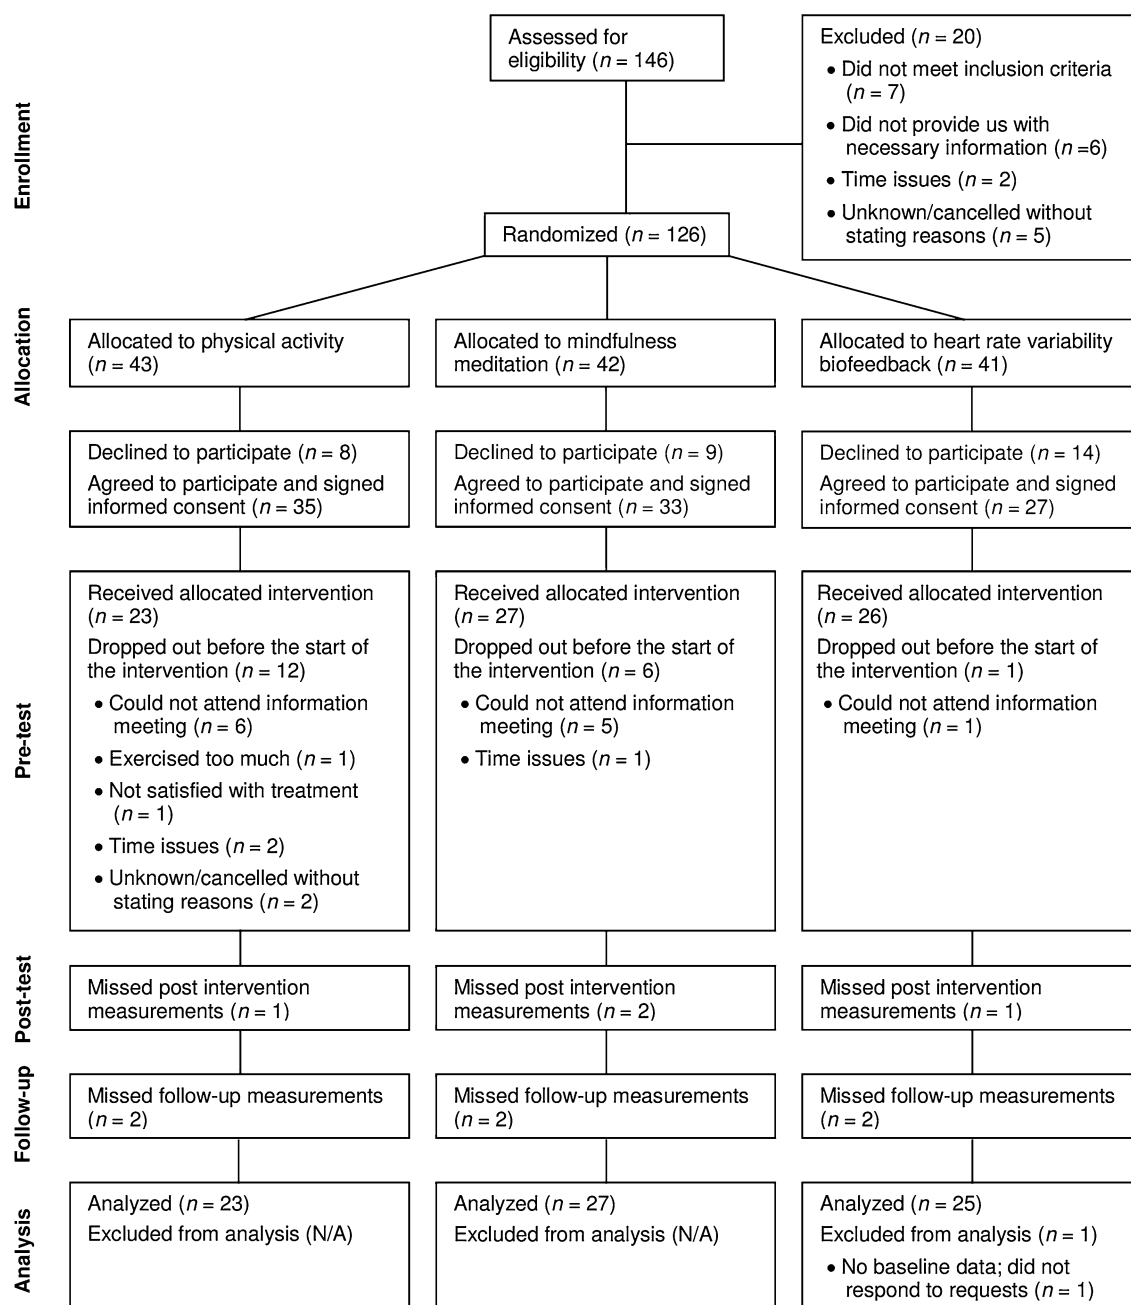 Enrollment
Assessed for
eligibility (n = 146)
Excluded (n = 20)
• Did not meet inclusion criteria
(n = 7)
• Did not provide us with
necessary information (n =6)
• Time issues (n = 2)
• Unknown/cancelled without
stating reasons (n = 5)
Randomized (n = 126)
Allocation
Allocated to physical activity
(n = 43)
Allocated to mindfulness
meditation (n = 42)
Allocated to heart rate variability
biofeedback (n = 41)
Declined to participate (n = 8)
Agreed to participate and signed
informed consent (n = 35)
Declined to participate (n = 9)
Agreed to participate and signed
informed consent (n = 33)
Declined to participate (n = 14)
Agreed to participate and signed
informed consent (n = 27)
Pre-test
Received allocated intervention
(n = 23)
Dropped out before the start of
the intervention (n = 12)
• Could not attend information
meeting (n = 6)
• Exercised too much (n = 1)
• Not satisfied with treatment
(n = 1)
• Time issues (n = 2)
• Unknown/cancelled without
stating reasons (n = 2)
Received allocated intervention
(n = 27)
Dropped out before the start of
the intervention (n = 6)
• Could not attend information
meeting (n = 5)
• Time issues (n = 1)
Received allocated intervention
(n = 26)
Dropped out before the start of
the intervention (n = 1)
• Could not attend information
meeting (n = 1)
Post-test
Missed post intervention
measurements (n = 1)
Missed post intervention
measurements (n = 2)
Missed post intervention
measurements (n = 1)
Follow-up
Missed follow-up measurements
(n = 2)
Missed follow-up measurements
(n = 2)
Missed follow-up measurements
(n = 2)
Analysis
Analyzed (n = 23)
Excluded from analysis (N/A)
Analyzed (n = 27)
Excluded from analysis (N/A)
Analyzed (n = 25)
Excluded from analysis (n = 1)
• No baseline data; did not
respond to requests (n = 1)